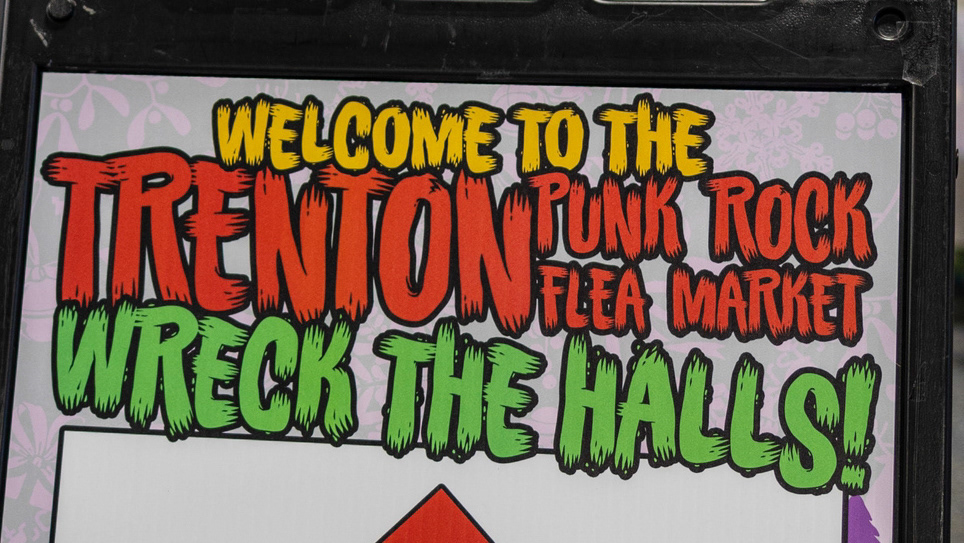 WELCOME TO THE
TRENTON PUNK ROCK
FLEA MARKET
WRECK THE HALLS!